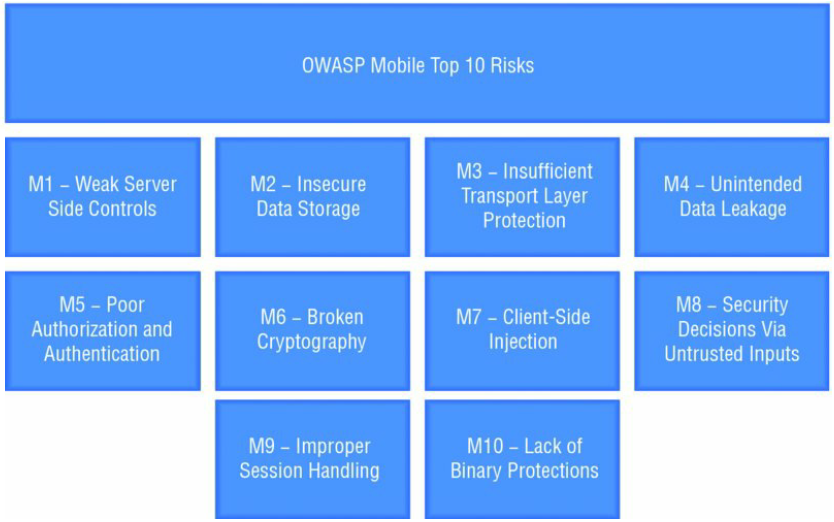 OWASP Mobile Top 10 Risks
M1 – Weak Server
Side Controls
M2 – Insecure
Data Storage
M3 – Insufficient
Transport Layer
Protection
M4 – Unintended
Data Leakage
M5 – Poor
Authorization and
Authentication
M6 – Broken
Cryptography
M7 – Client-Side
Injection
M8 – Security
Decisions Via
Untrusted Inputs
M9 – Improper
Session Handling
M10 – Lack of
Binary Protections